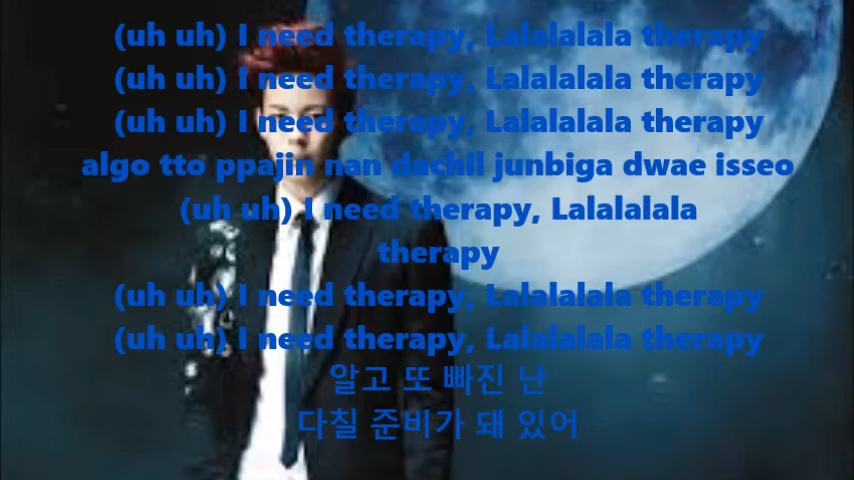 (uh uh) I need therapy, Lalalalala therapy
(uh uh) I need therapy, Lalalalala therapy
(uh uh) I need therapy, Lalalalala therapy
algo tto ppajin nan dachil junbiga dwae isseo
(uh uh) I need therapy, Lalalalala
therapy
(uh uh) I need therapy, Lalalalala therapy
(uh uh) I need therapy, Lalalalala therapy
알고 또 빠진 난
다칠 준비가 돼 있어